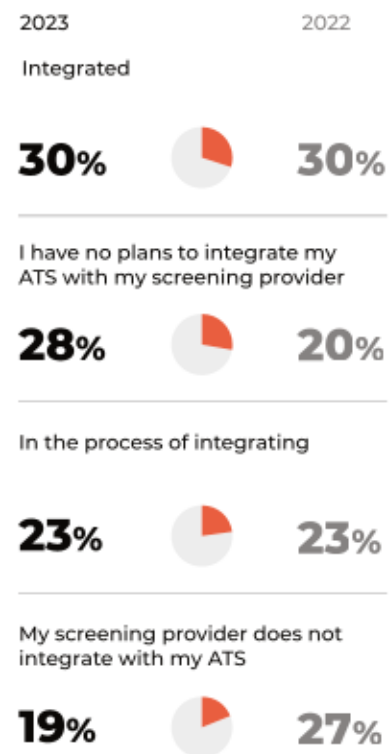 2023 2022
Integrated
30% 30%
I have no plans to integrate my
ATS with my screening provider
28% 20%
In the process of integrating
23% 23%
My screening provider does not
integrate with my ATS
19% 27%